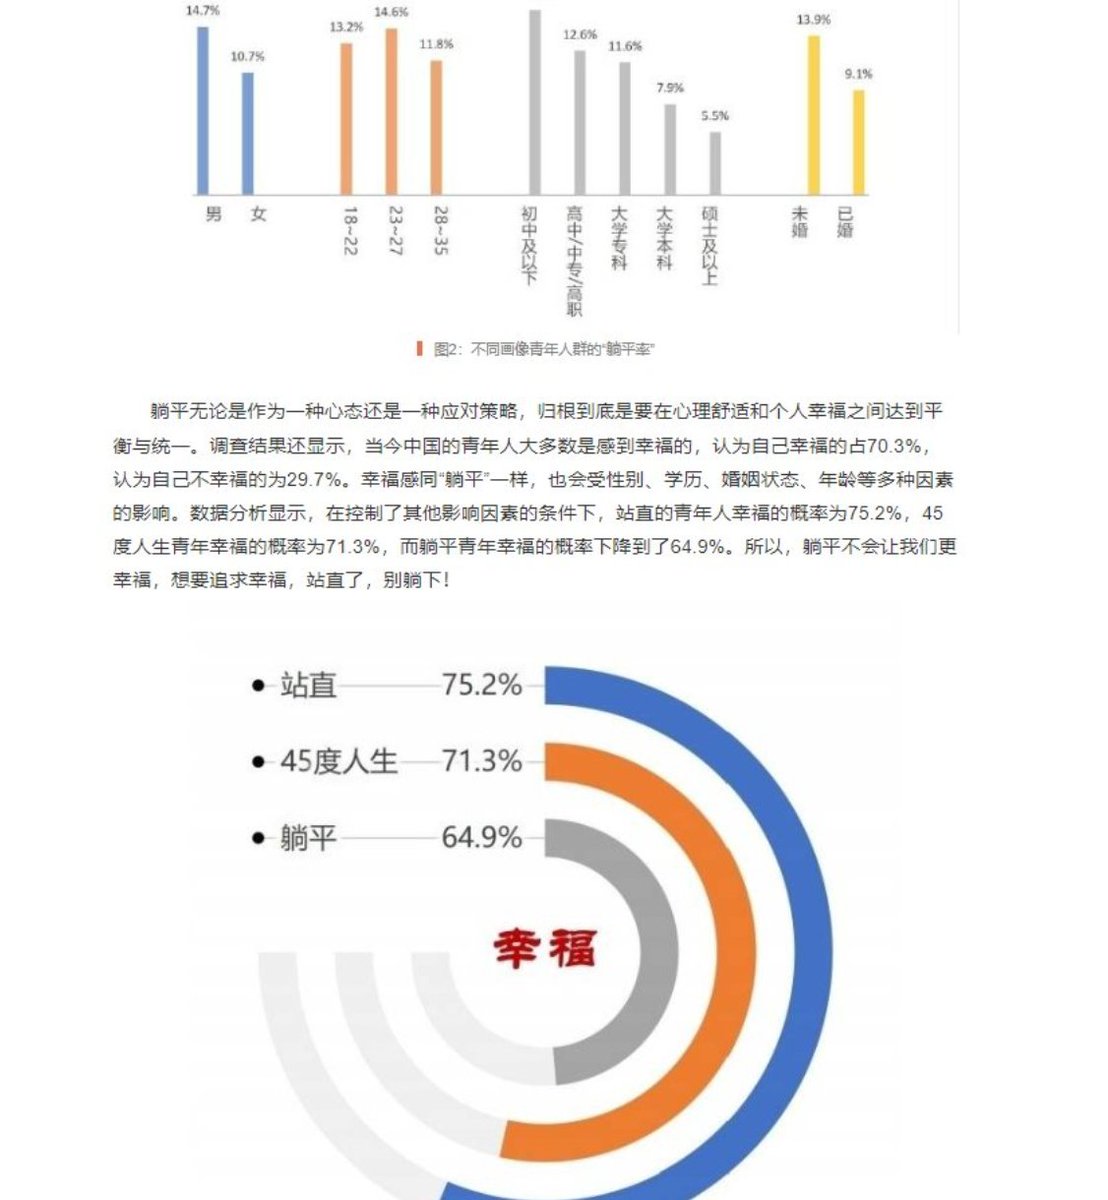 14.7%
10.7%
13.2%
14.6%
11.8%
12.6%
11.6%
7.9%
5.5%
13.9%
9.1%
男
女
18~22
23~27
28~35
初中及以下
高中/中专/高职
大学专科
大学本科
硕士及以上
未婚
已婚
图2：不同画像青年人群的“躺平率”
躺平无论是作为一种心态还是一种应对策略，归根到底是要在心理舒适和个人幸福之间达到平
衡与统一。调查结果还显示，当今中国的青年人大多数是感到幸福的，认为自己幸福的占70.3%，
认为自己不幸福的为29.7%。幸福感同“躺平”一样，也会受性别、学历、婚姻状态、年龄等多种因素
的影响。数据分析显示，在控制了其他影响因素的条件下，站直的青年人幸福的概率为75.2%，45
度人生青年幸福的概率为71.3%，而躺平青年幸福的概率下降到了64.9%。所以，躺平不会让我们更
幸福，想要追求幸福，站直了，别躺下！
站直 75.2%
45度人生 71.3%
躺平 64.9%
幸福